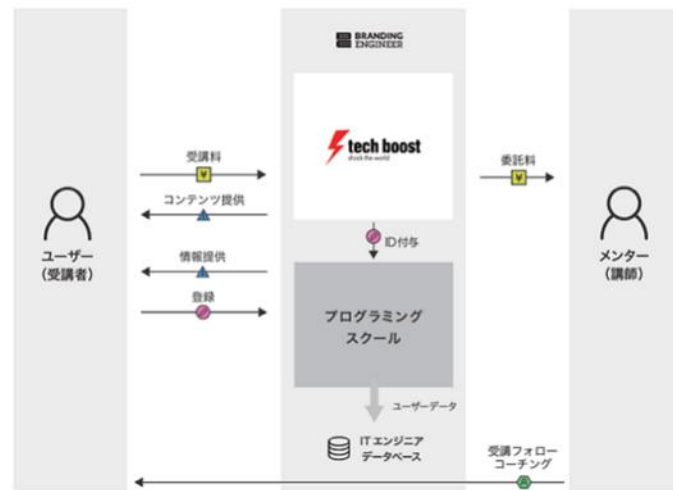 BRANDING
ENGINEER
tech boost
shock the world
受講料
¥
委託料
¥
コンテンツ提供
ユーザー
(受講者)
メンター
(講師)
ID付与
情報提供
登録
プログラミング
スクール
ユーザーデータ
ITエンジニア
データベース
受講フォロー
コーチング